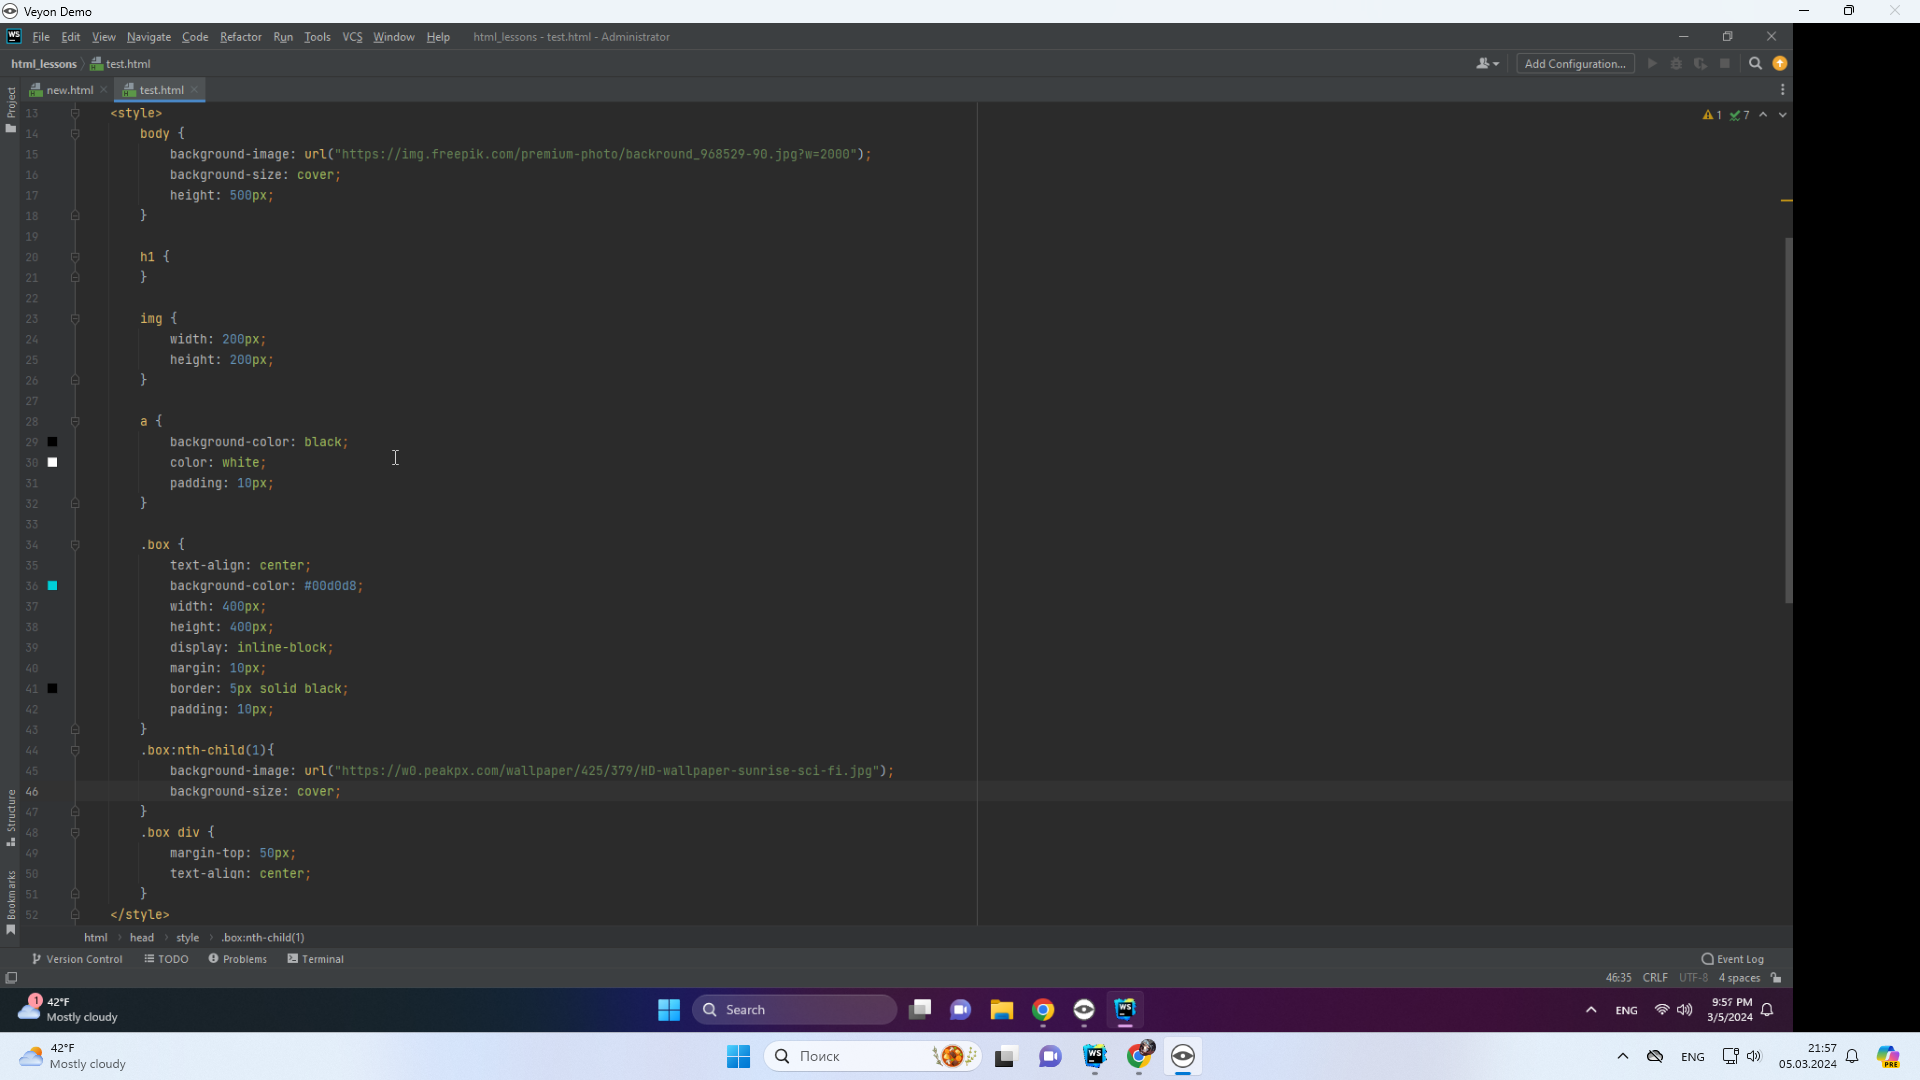 Veyon Demo
WS File Edit View Navigate Code Refactor Run Tools VCS Window Help html_lessons - test.html - Administrator
html_lessons test.html Add Configuration...
new.html test.html
Project
1 7
13 <style>
14 body {
15 background-image: url("https://img.freepik.com/premium-photo/backround_968529-90.jpg?w=2000");
16 background-size: cover;
17 height: 500px;
18 }
19
20 h1 {
21 }
22
23 img {
24 width: 200px;
25 height: 200px;
26 }
27
28 a {
29 background-color: black;
30 color: white;
31 padding: 10px;
32 }
33
34 .box {
35 text-align: center;
36 background-color: #00d0d8;
37 width: 400px;
38 height: 400px;
39 display: inline-block;
40 margin: 10px;
41 border: 5px solid black;
42 padding: 10px;
43 }
44 .box:nth-child(1){
45 background-image: url("https://w0.peakpx.com/wallpaper/425/379/HD-wallpaper-sunrise-sci-fi.jpg");
46 background-size: cover;
47 }
48 .box div {
49 margin-top: 50px;
50 text-align: center;
51 }
52 </style>
Structure
Bookmarks
html head style .box:nth-child(1)
Version Control TODO Problems Terminal Event Log
46:35 CRLF UTF-8 4 spaces
1 42°F
Mostly cloudy
Search
WS
ENG
9:57 PM
3/5/2024
42°F
Mostly cloudy
Поиск
WS
ENG
21:57
05.03.2024
PRE